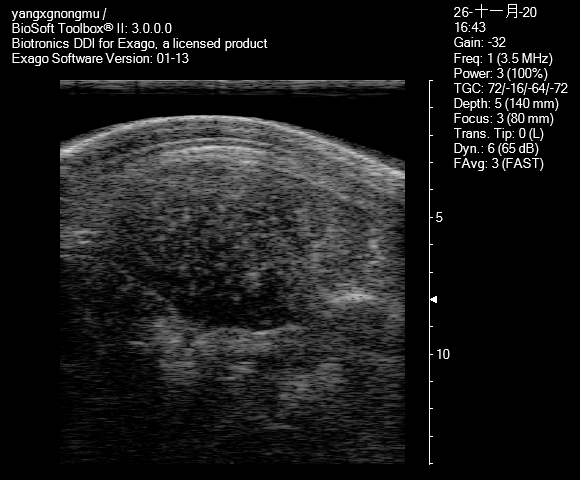 yangxgnongmu /
BioSoft Toolbox® II: 3.0.0.0
Biotronics DDI for Exago, a licensed product
Exago Software Version: 01-13
26-十一月-20
16:43
Gain: -32
Freq: 1 (3.5 MHz)
Power: 3 (100%)
TGC: 72/-16/-64/-72
Depth: 5 (140 mm)
Focus: 3 (80 mm)
Trans. Tip: 0 (L)
Dyn.: 6 (65 dB)
FAvg: 3 (FAST)
5
10